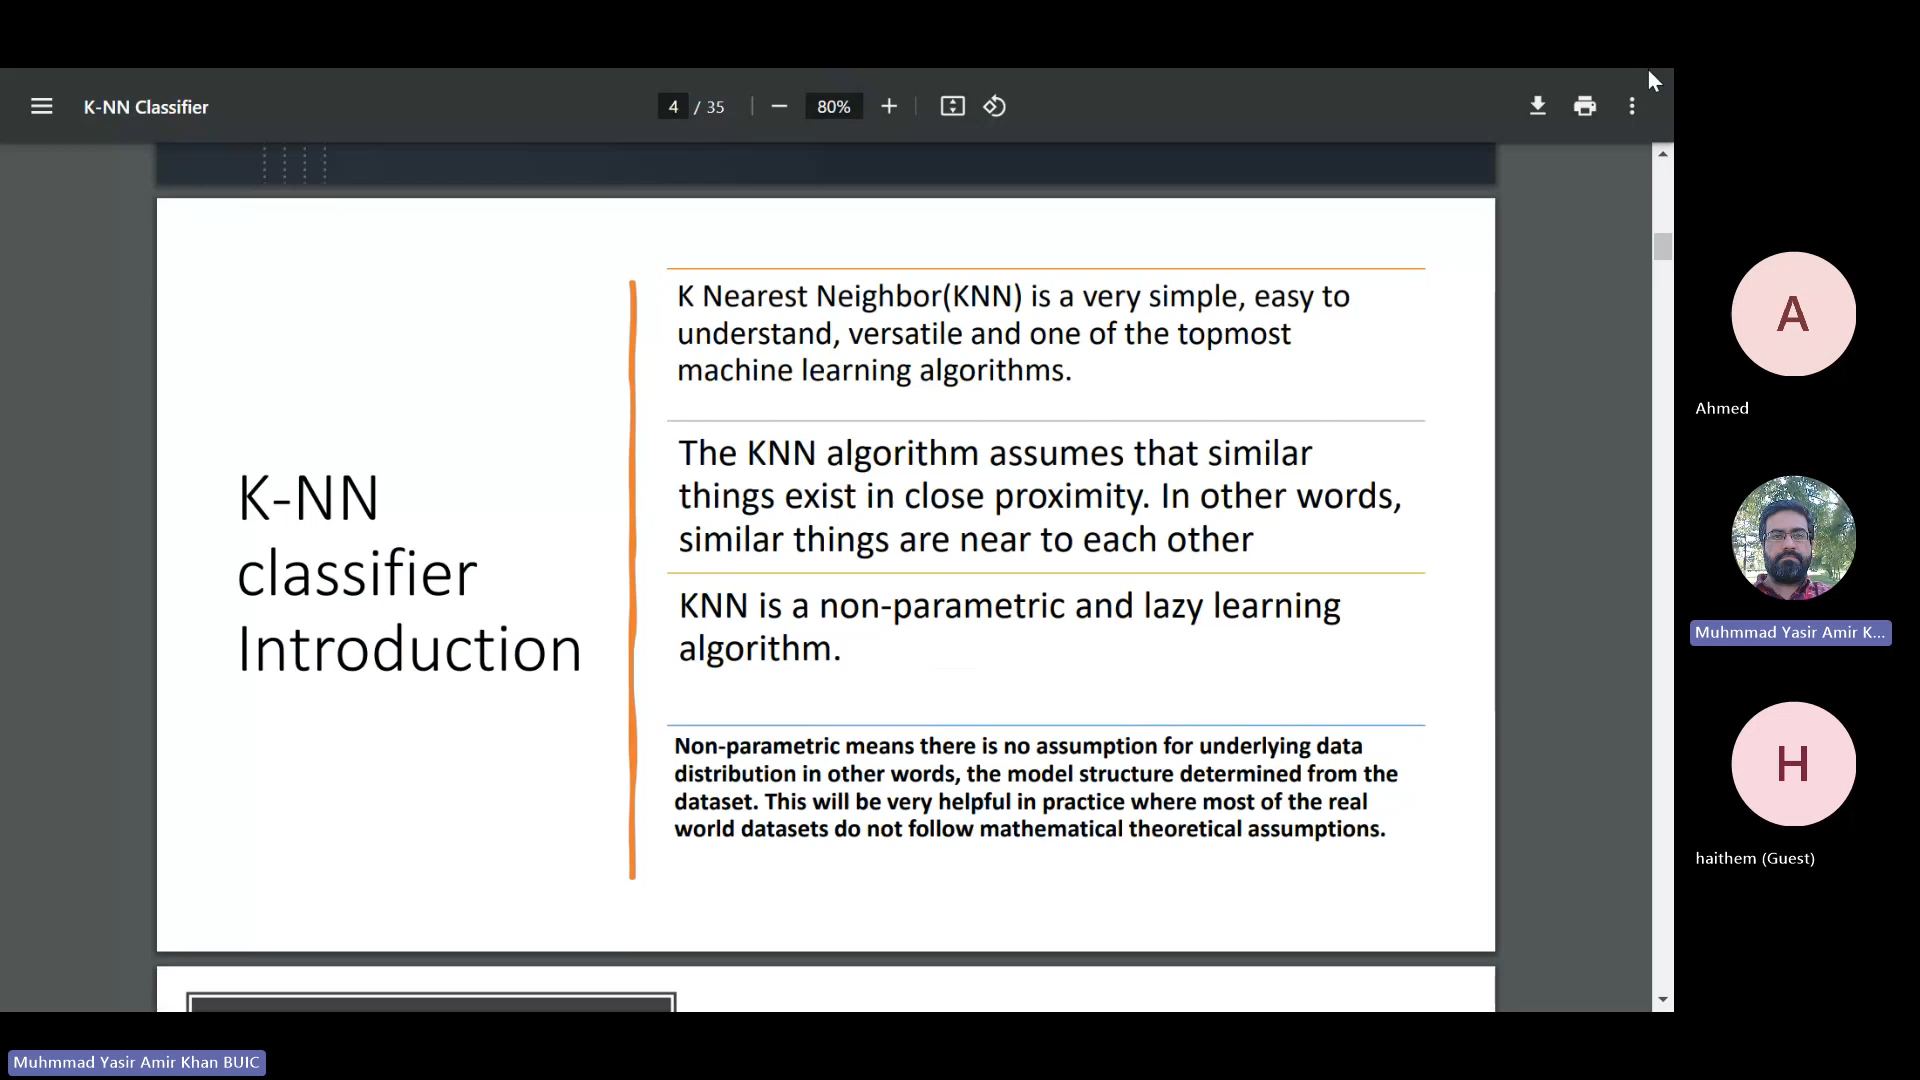 K-NN Classifier
4 / 35
80%
K-NN
classifier
Introduction
K Nearest Neighbor(KNN) is a very simple, easy to
understand, versatile and one of the topmost
machine learning algorithms.
The KNN algorithm assumes that similar
things exist in close proximity. In other words,
similar things are near to each other
KNN is a non-parametric and lazy learning
algorithm.
Non-parametric means there is no assumption for underlying data
distribution in other words, the model structure determined from the
dataset. This will be very helpful in practice where most of the real
world datasets do not follow mathematical theoretical assumptions.
A
Ahmed
Muhmmad Yasir Amir K...
H
haithem (Guest)
Muhmmad Yasir Amir Khan BUIC